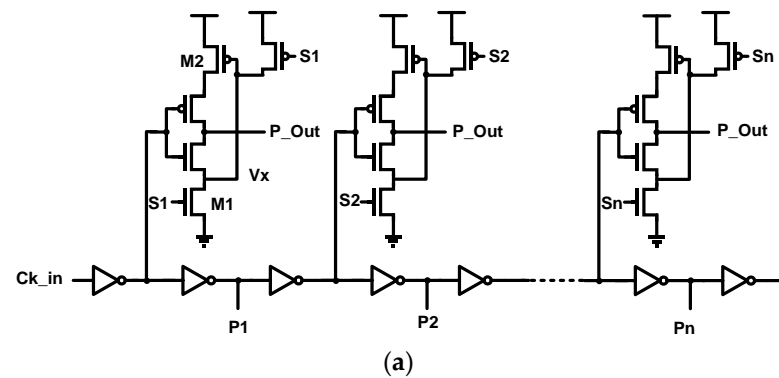 M2
S1
S2
Sn
P_Out
P_Out
P_Out
Vx
S1
M1
S2
Sn
Ck_in
P1
P2
Pn
(a)